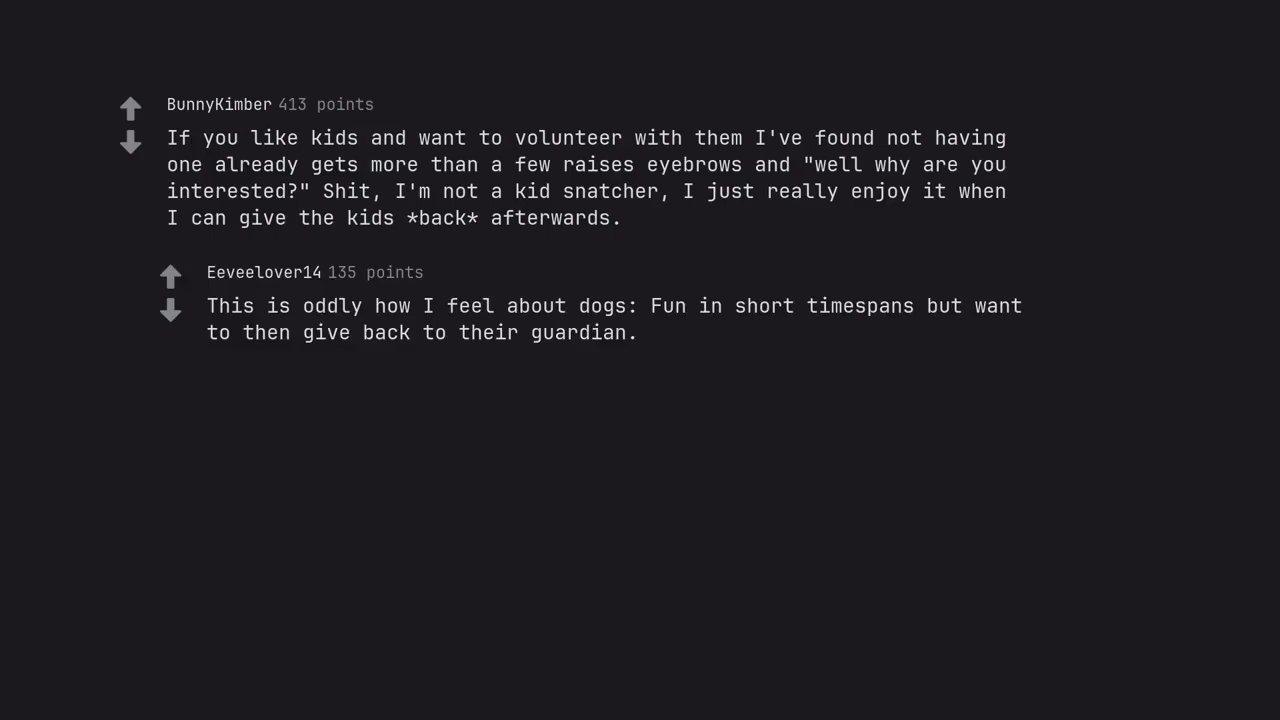 BunnyKimber 413 points
If you like kids and want to volunteer with them I've found not having
one already gets more than a few raises eyebrows and "well why are you
interested?" Shit, I'm not a kid snatcher, I just really enjoy it when
I can give the kids *back* afterwards.
Eeveelover14 135 points
This is oddly how I feel about dogs: Fun in short timespans but want
to then give back to their guardian.